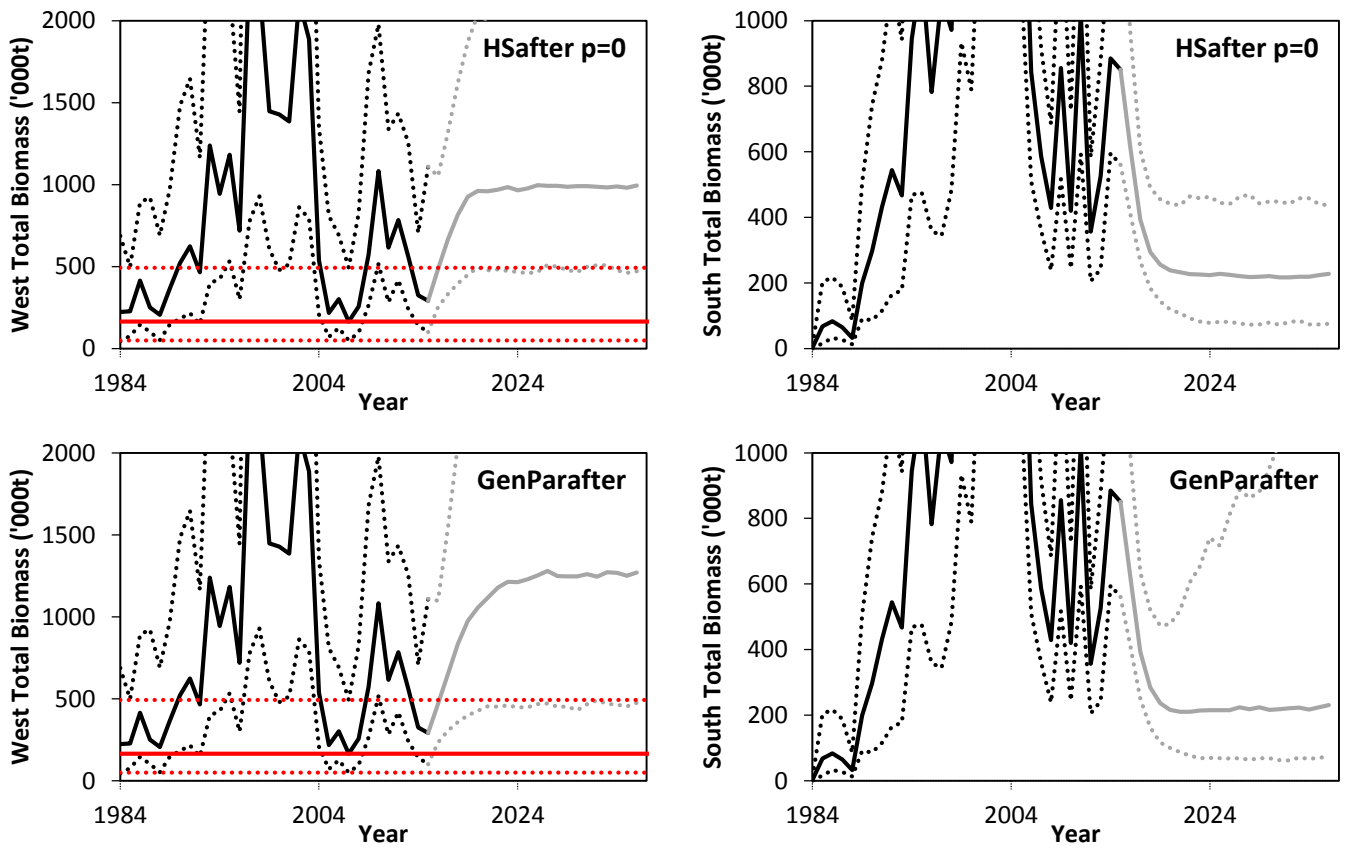 West Total Biomass ('000t)
2000
1500
1000
500
0
HSafter p=0
1984
2004
2024
Year
South Total Biomass ('000t)
1000
800
600
400
200
0
HSafter p=0
1984
2004
2024
Year
West Total Biomass ('000t)
2000
1500
1000
500
0
GenParafter
1984
2004
2024
Year
South Total Biomass ('000t)
1000
800
600
400
200
0
GenParafter
1984
2004
2024
Year